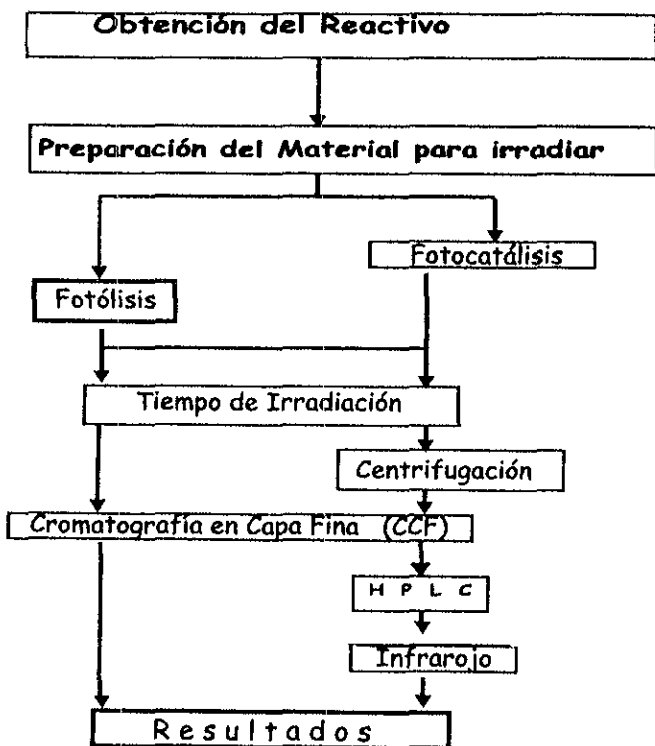 Obtención del Reactivo
Preparación del Material para irradiar
Fotocatálisis
Fotólisis
Tiempo de Irradiación
Centrifugación
Cromatografía en Capa Fina (CCF)
H P L C
Infrarojo
Resultados